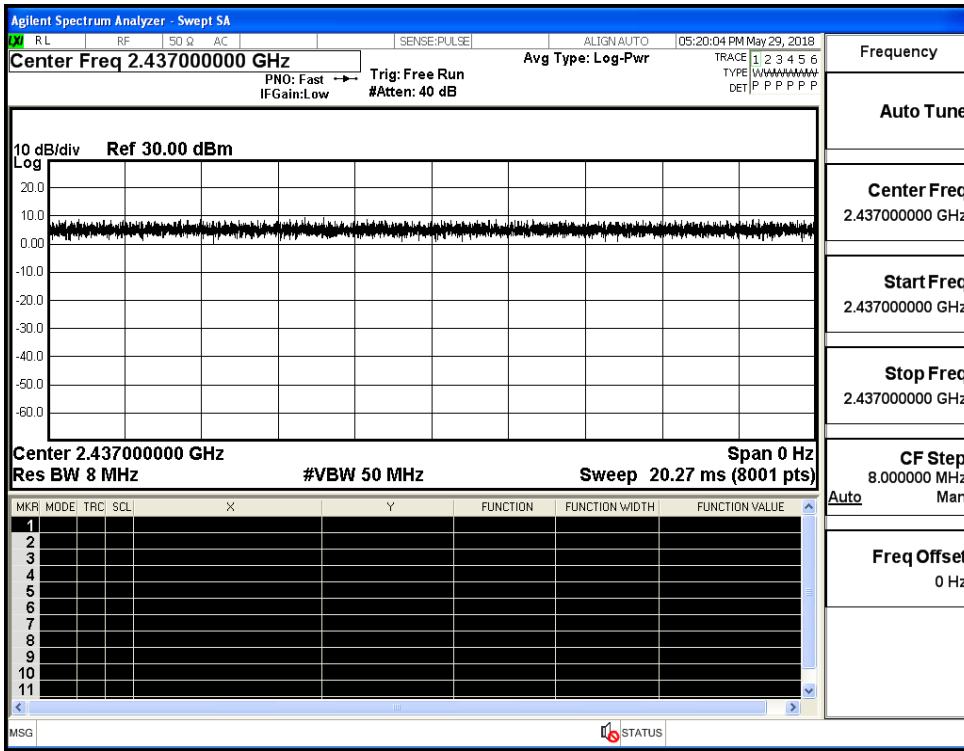 Agilent Spectrum Analyzer - Swept SA
LXI RL RF 50 Ω AC SENSE:PULSE ALIGN AUTO 05:20:04 PM May 29, 2018
Center Freq 2.437000000 GHz
PNO: Fast
IFGain:Low
Trig: Free Run
#Atten: 40 dB
Avg Type: Log-Pwr
TRACE 1 2 3 4 5 6
TYPE WWWWWW
DET P P P P P P
10 dB/div Ref 30.00 dBm
Log
20.0
10.0
0.00
-10.0
-20.0
-30.0
-40.0
-50.0
-60.0
Center 2.437000000 GHz Span 0 Hz
Res BW 8 MHz #VBW 50 MHz Sweep 20.27 ms (8001 pts)
MKR MODE TRC SCL X Y FUNCTION FUNCTION WIDTH FUNCTION VALUE
1
2
3
4
5
6
7
8
9
10
11
MSG STATUS
Frequency
Auto Tune
Center Freq
2.437000000 GHz
Start Freq
2.437000000 GHz
Stop Freq
2.437000000 GHz
CF Step
8.000000 MHz
Auto Man
Freq Offset
0 Hz